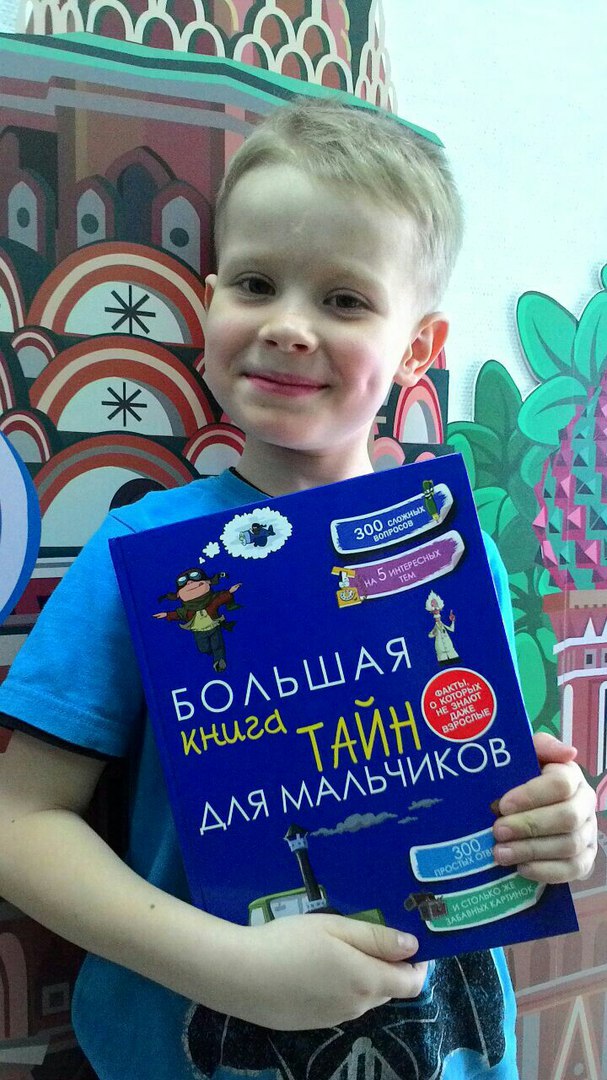 300 СЛОЖНЫХ
ВОПРОСОВ
НА 5 ИНТЕРЕСНЫХ
ТЕМ
БОЛЬШАЯ
книга ТАЙН
ДЛЯ МАЛЬЧИКОВ
ФАКТЫ,
О КОТОРЫХ
НЕ ЗНАЮТ
ДАЖЕ
ВЗРОСЛЫЕ
300
ПРОСТЫХ
И СТОЛЬКО ЖЕ
ЗАБАВНЫХ КАРТИНОК